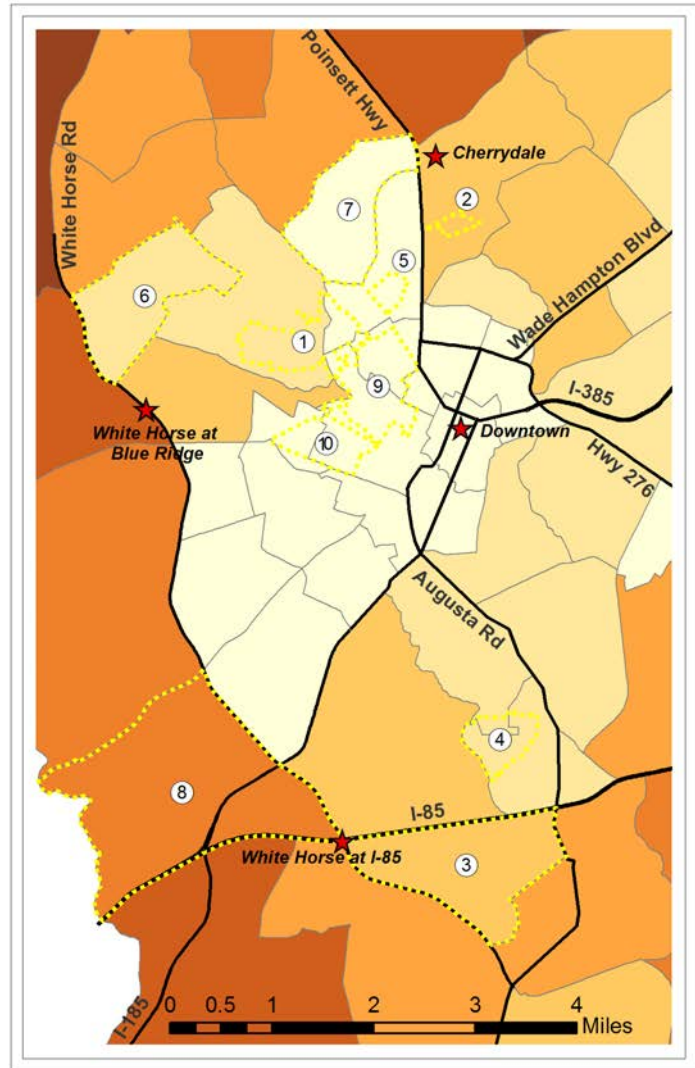 Poinsett Hwy
White Horse Rd
Cherrydale
2
7
5
Wade Hampton Blvd
6
1
9
I-385
White Horse at
Blue Ridge
10
Downtown
Hwy 276
Augusta Rd
4
8
I-85
White Horse at I-85
3
I-185
0 0.5 1 2 3 4
Miles